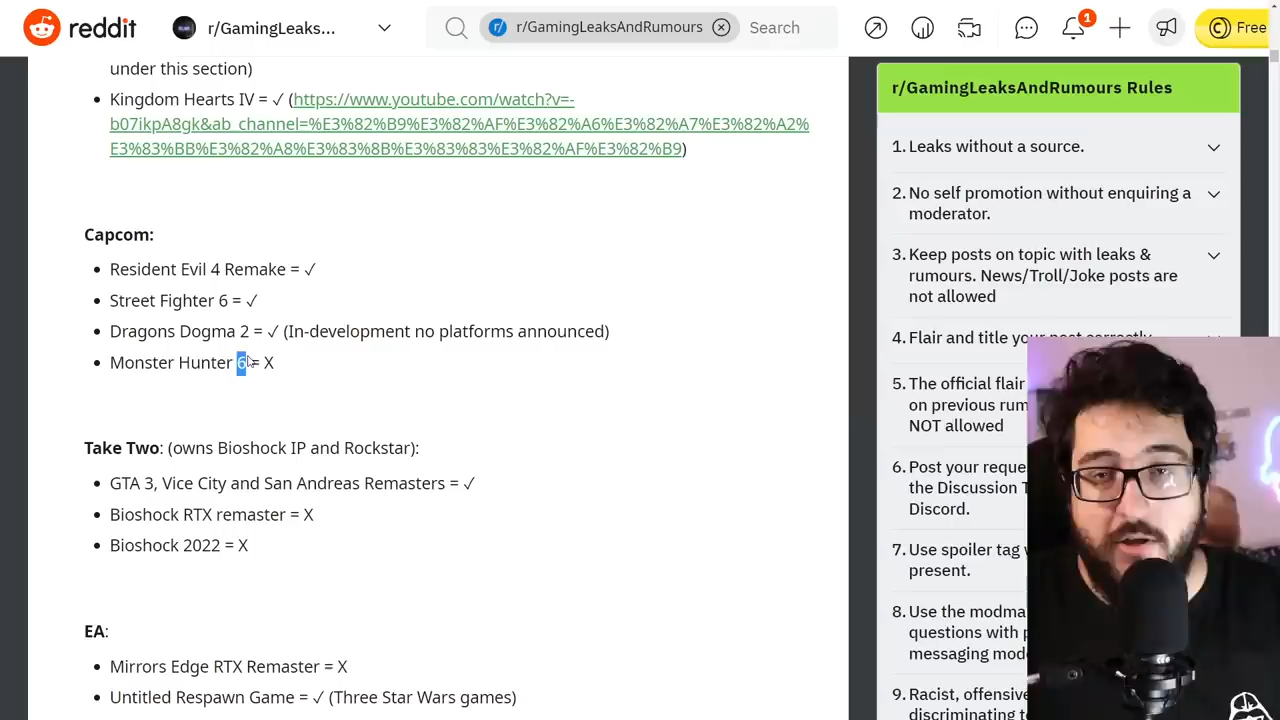 reddit
r/GamingLeaks...
r/GamingLeaksAndRumours
Search
1
Free
under this section)
Kingdom Hearts IV = ✓ (https://www.youtube.com/watch?v=-
b07ikpA8gk&ab_channel=%E3%82%B9%E3%82%AF%E3%82%A6%E3%82%A7%E3%82%A2%
E3%83%BB%E3%82%A8%E3%83%8B%E3%83%83%E3%82%AF%E3%82%B9)
Capcom:
Resident Evil 4 Remake = ✓
Street Fighter 6 = ✓
Dragons Dogma 2 = ✓ (In-development no platforms announced)
Monster Hunter 6 = X
Take Two: (owns Bioshock IP and Rockstar):
GTA 3, Vice City and San Andreas Remasters = ✓
Bioshock RTX remaster = X
Bioshock 2022 = X
EA:
Mirrors Edge RTX Remaster = X
Untitled Respawn Game = ✓ (Three Star Wars games)
r/GamingLeaksAndRumours Rules
1. Leaks without a source.
2. No self promotion without enquiring a
moderator.
3. Keep posts on topic with leaks &
rumours. News/Troll/Joke posts are
not allowed
4. Flair and title your post correctly
5. The official flair
on previous rum
NOT allowed
6. Post your reque
the Discussion T
Discord.
7. Use spoiler tag
present.
8. Use the modma
questions with
messaging mod
9. Racist, offensive
discriminating to